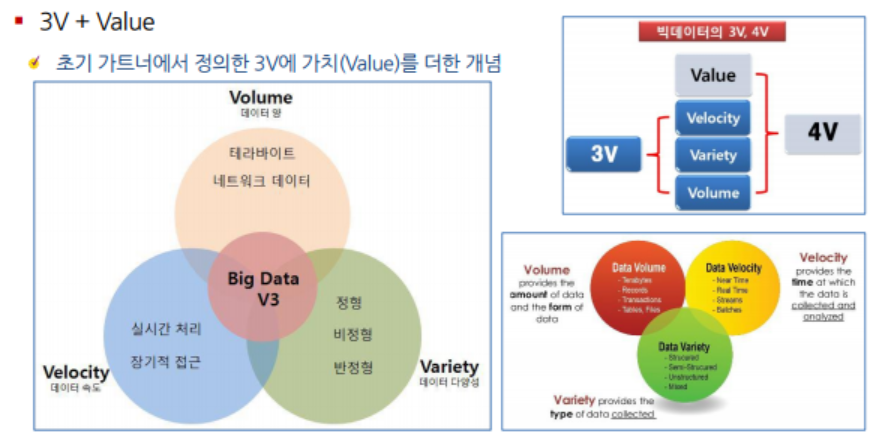 3V + Value
초기 가트너에서 정의한 3V에 가치(Value)를 더한 개념
Volume
데이터 양
테라바이트
네트워크 데이터
Big Data
V3
실시간 처리
장기적 접근
정형
비정형
반정형
Velocity
데이터 속도
Variety
데이터 다양성
빅데이터의 3V, 4V
Value
Velocity
Variety
Volume
3V
4V
Volume
provides the
amount of data
and the form of
data
Data Volume
- Terabytes
- Records
- Transactions
- Tables, Files
Data Velocity
- Near Time
- Real Time
- Streams
- Batches
Velocity
provides the
time at which
the data is
collected and
analyzed
Data Variety
- Strucured
- Semi-Strucured
- Unstructured
- Mixed
Variety provides the
type of data collected